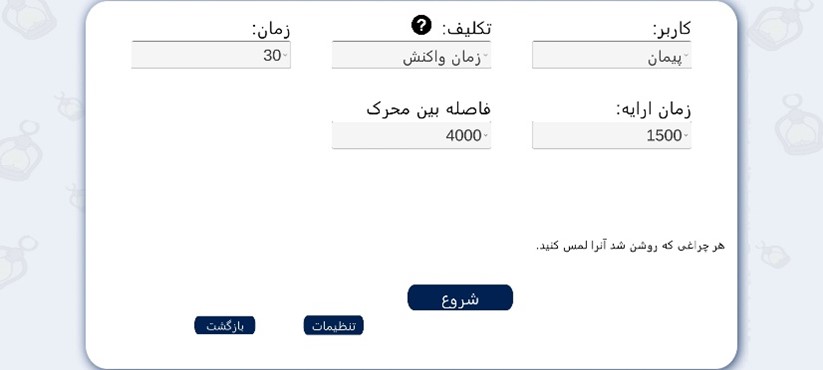 کاربر: تکلیف: ? زمان:
پیمان زمان واکنش 30
زمان ارایه: فاصله بین محرک
1500 4000
هر چراغی که روشن شد آنرا لمس کنید.
شروع
تنظیمات بازگشت